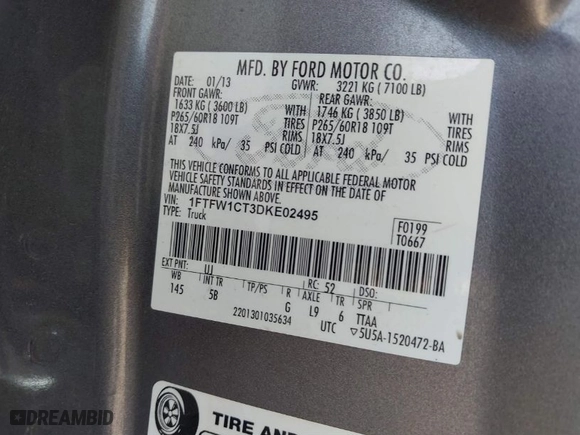 MFD. BY FORD MOTOR CO.
DATE: 01/13 GVWR: 3221 KG ( 7100 LB)
FRONT GAWR: REAR GAWR:
1633 KG ( 3600 LB) WITH 1746 KG ( 3850 LB) WITH
P265/60R18 109T TIRES P265/60R18 109T TIRES
18X7.5J RIMS 18X7.5J RIMS
AT 240 kPa/ 35 PSI COLD AT 240 kPa/ 35 PSI COLD
THIS VEHICLE CONFORMS TO ALL APPLICABLE FEDERAL MOTOR
VEHICLE SAFETY STANDARDS IN EFFECT ON THE DATE OF
MANUFACTURE SHOWN ABOVE.
VIN: 1FTFW1CT3DKE02495
TYPE: Truck
F0199
T0667
EXT PNT: UJ RC: 52 DSO:
WB INT TR TP/PS R AXLE TR SPR
145 5B G L9 6 TTAA
2201301035634 UTC ▽5U5A-1520472-BA
TIRE AND
DREAMBID